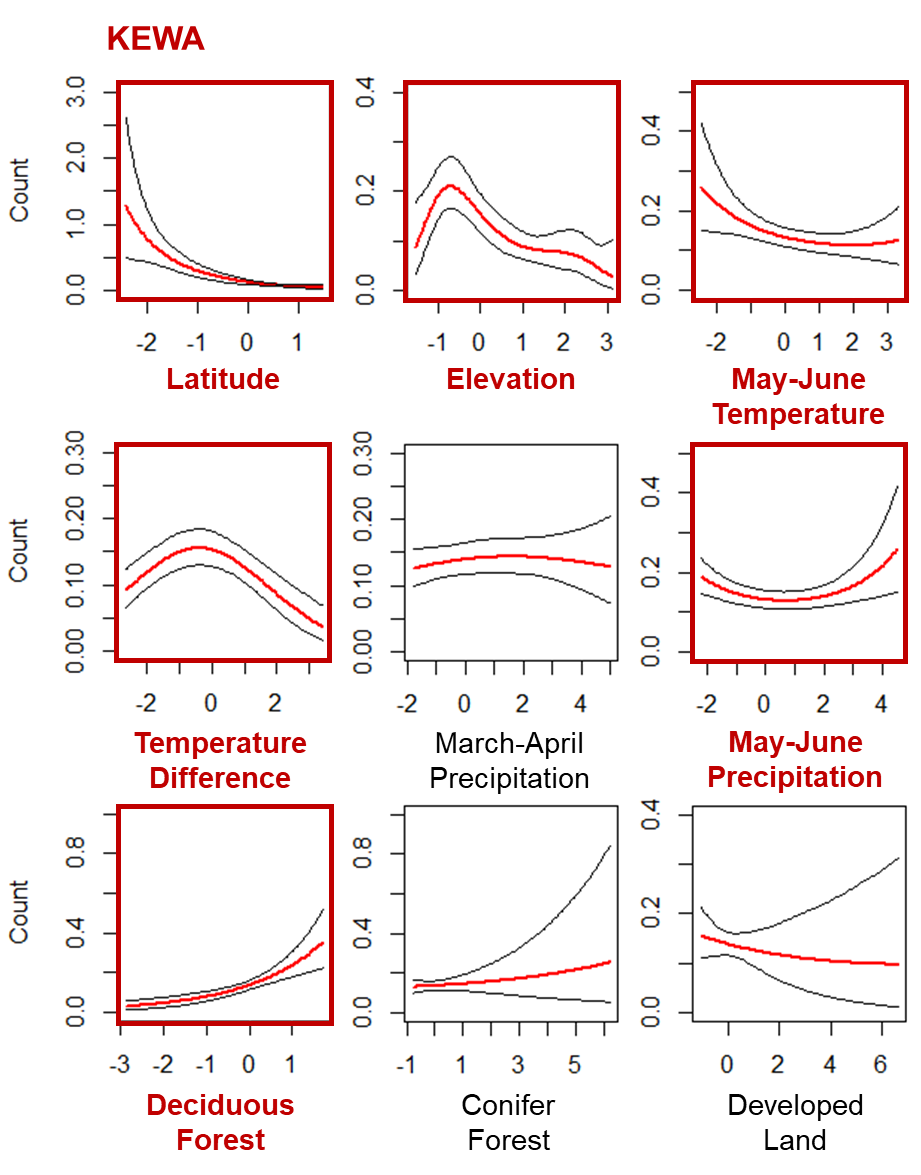 KEWA
Count
0.0 1.0 2.0 3.0
-2 -1 0 1
Latitude
0.0 0.2 0.4
-1 0 1 2 3
Elevation
0.0 0.2 0.4
-2 0 1 2 3
May-June
Temperature
Count
0.00 0.10 0.20 0.30
-2 0 2
Temperature
Difference
0.00 0.10 0.20 0.30
-2 0 2 4
March-April
Precipitation
0.0 0.2 0.4
-2 0 2 4
May-June
Precipitation
Count
0.0 0.4 0.8
-3 -2 -1 0 1
Deciduous
Forest
0.0 0.4 0.8
-1 0 1 3 5
Conifer
Forest
0.0 0.2 0.4
0 2 4 6
Developed
Land